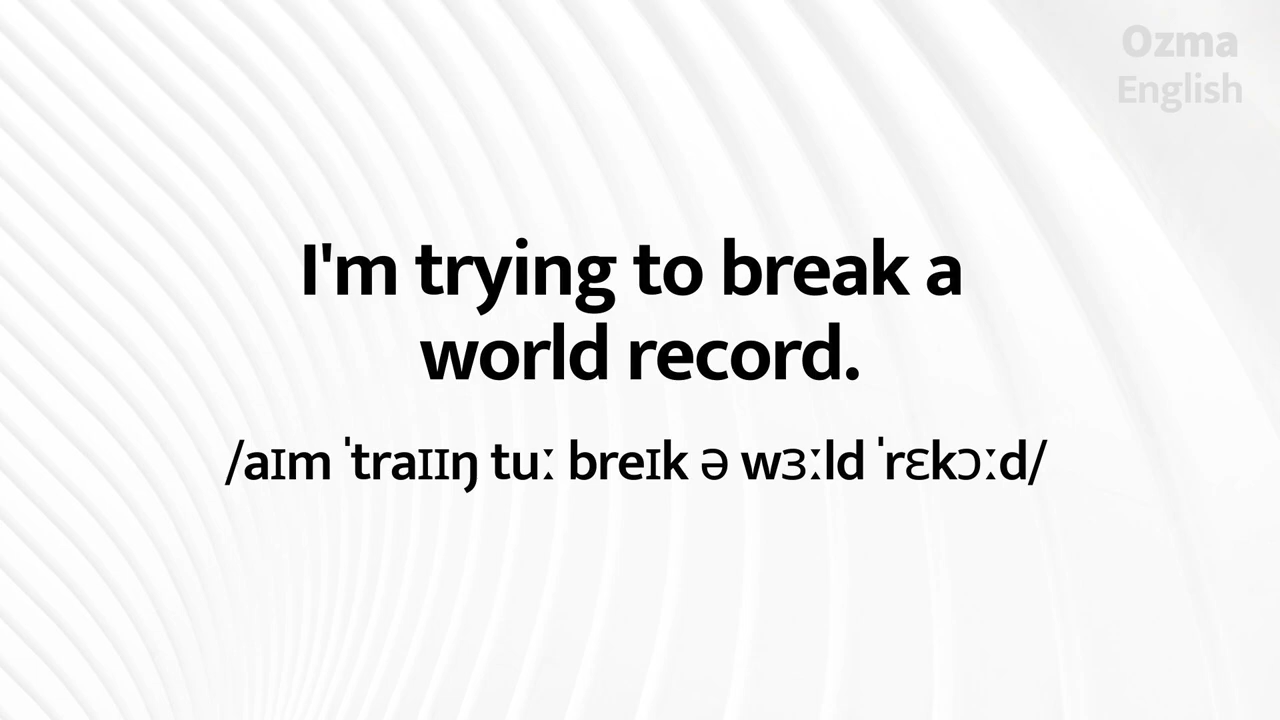 Ozma
English
I'm trying to break a
world record.
/aɪm ˈtraɪɪŋ tuː breɪk ə wɜːld ˈrɛkɔːd/